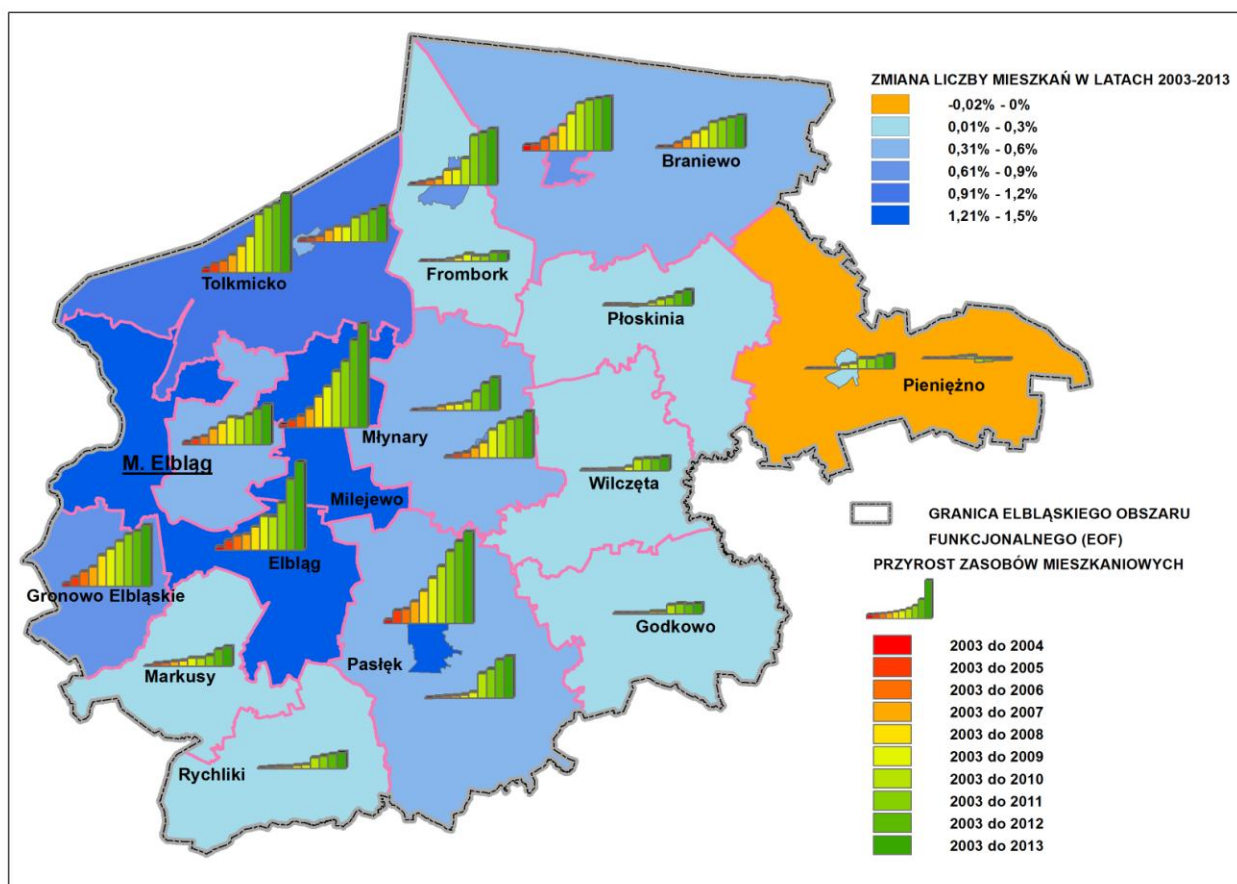 ZMIANA LICZBY MIESZKAŃ W LATACH 2003-2013
-0,02% - 0%
0,01% - 0,3%
0,31% - 0,6%
0,61% - 0,9%
0,91% - 1,2%
1,21% - 1,5%
Braniewo
Tolkmicko
Frombork
Płoskinia
Pieniężno
Młynary
M. Elbląg
Wilczęta
Milejewo
Elbląg
Gronowo Elbląskie
Godkowo
Pasłęk
Markusy
Rychliki
GRANICA ELBLĄSKIEGO OBSZARU
FUNKCJONALNEGO (EOF)
PRZYROST ZASOBÓW MIESZKANIOWYCH
2003 do 2004
2003 do 2005
2003 do 2006
2003 do 2007
2003 do 2008
2003 do 2009
2003 do 2010
2003 do 2011
2003 do 2012
2003 do 2013